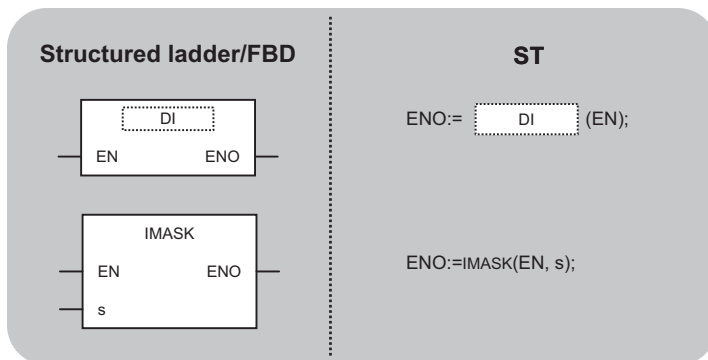 Structured ladder/FBD
DI
EN ENO
IMASK
EN ENO
s
ST
ENO:= DI (EN);
ENO:=IMASK(EN, s);